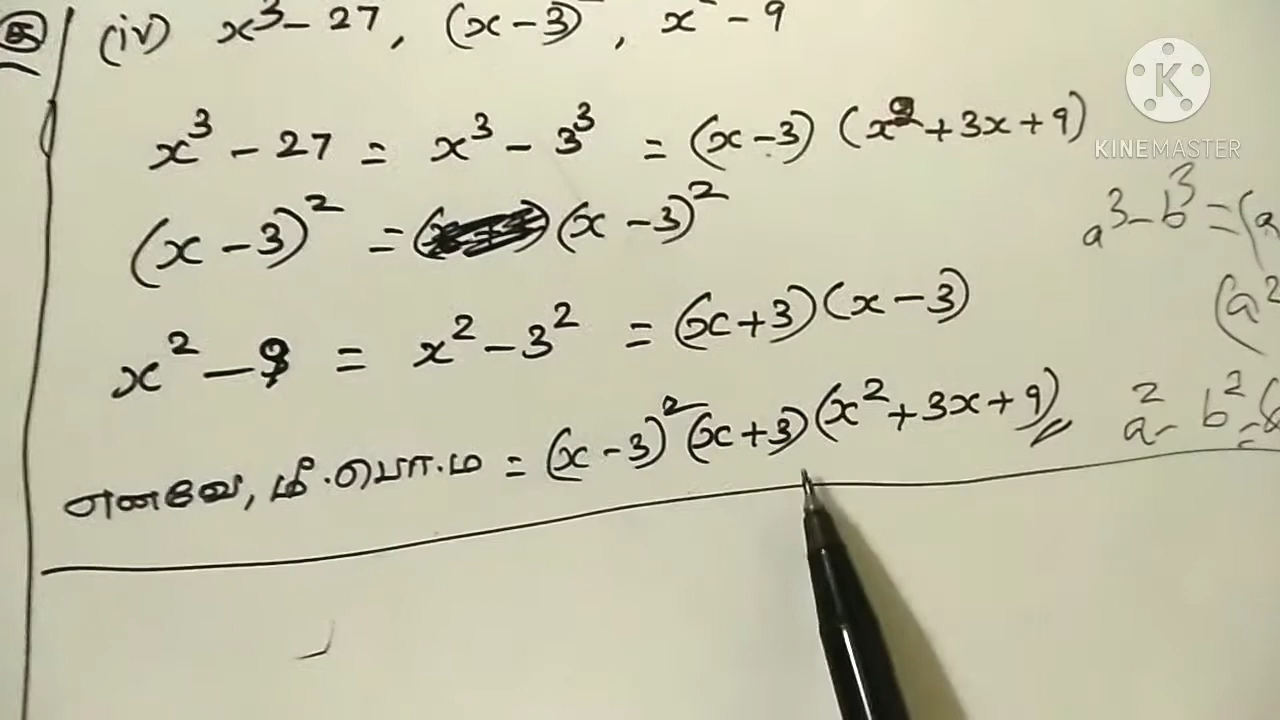 (iv) x³ - 27, (x - 3)², x² - 9
x³ - 27 = x³ - 3³ = (x - 3) (x² + 3x + 9)
KINEMASTER
a³ - b³ = (a
(x - 3)² = (x - 3)²
(a²
x² - 9 = x² - 3² = (x + 3) (x - 3)
a² - b² = (a
எனவே, மீ.பொ.ம = (x - 3)² (x + 3) (x² + 3x + 9)